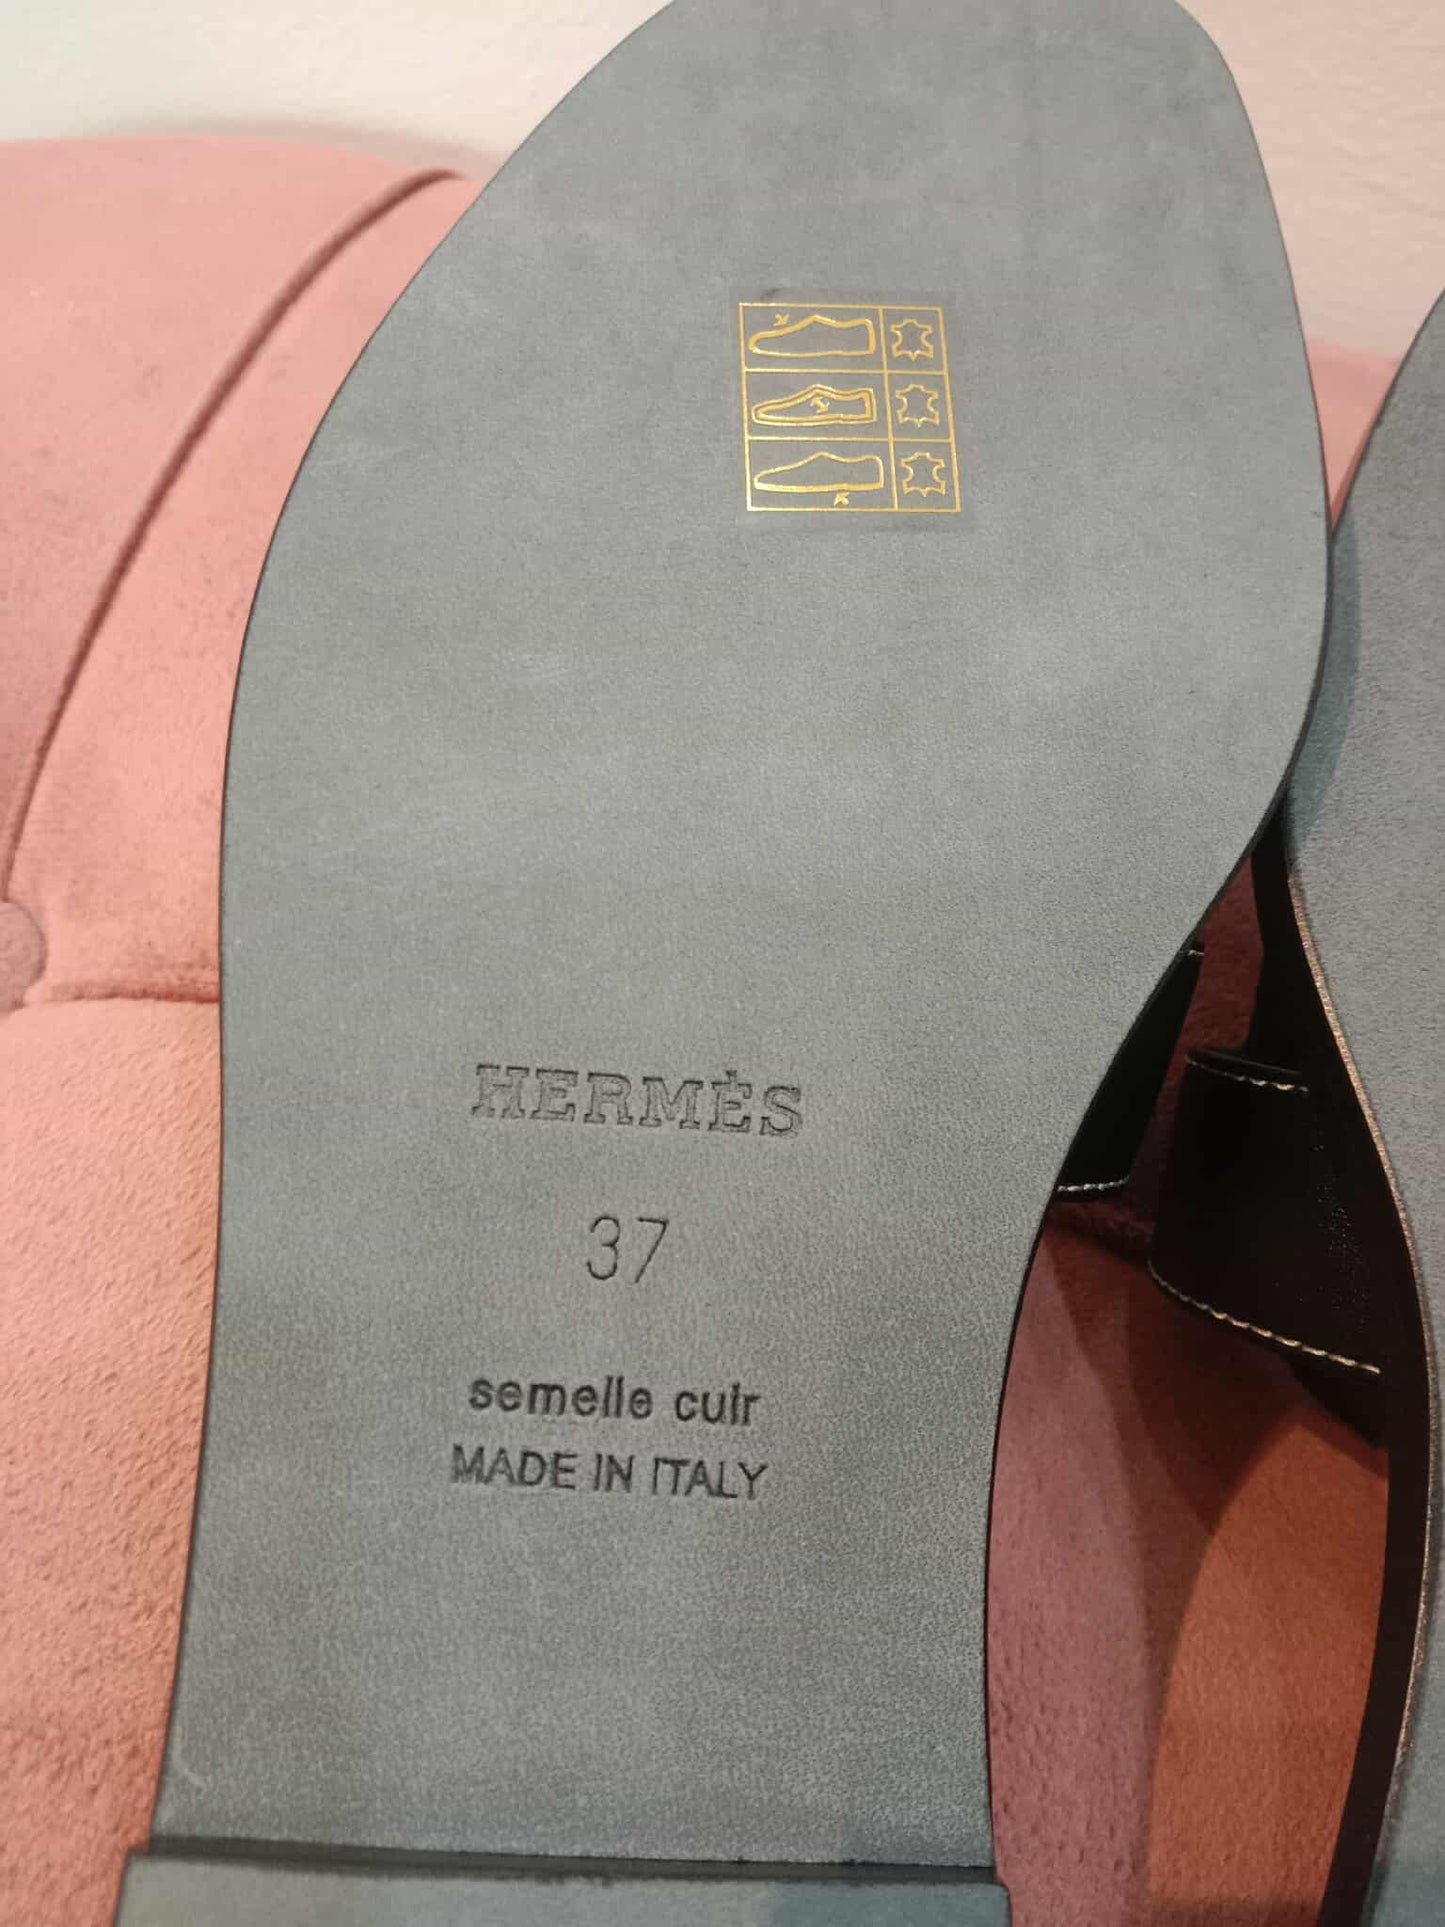 HERMÈS
37
semelle cuir
MADE IN ITALY